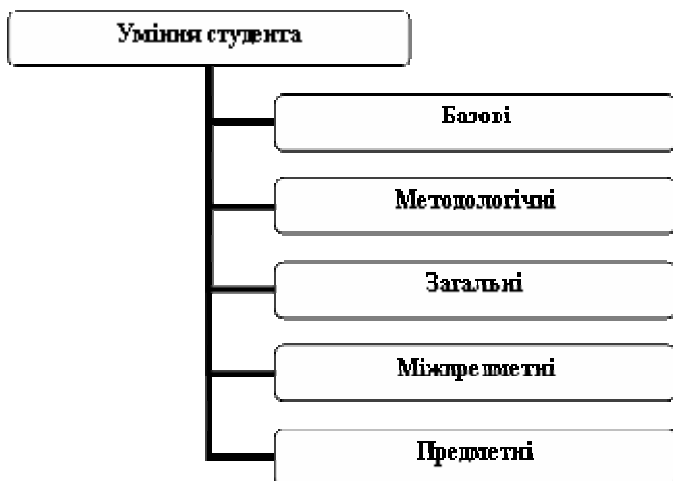 Уміння студента
Базові
Методологічні
Загальні
Міжпредметні
Предметні